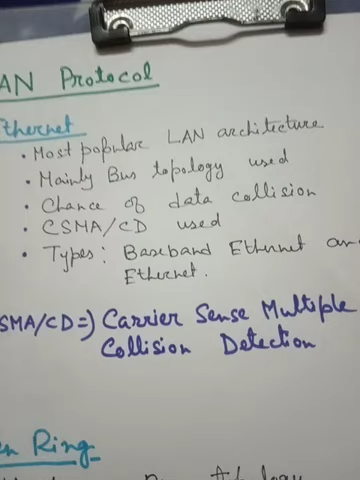 AN Protocol
Ethernet
• Most popular LAN architecture
• Mainly Bus topology used
• Chance of data collision
• CSMA/CD used
• Types: Baseband Ethernet an
Ethernet.
SMA/CD => Carrier Sense Multiple
Collision Detection
en Ring